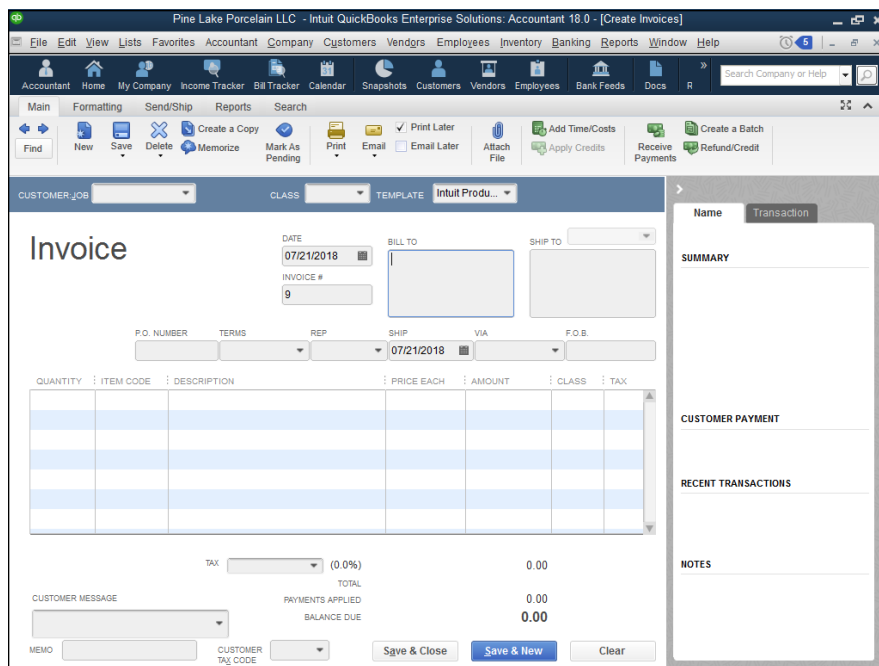 Pine Lake Porcelain LLC - Intuit QuickBooks Enterprise Solutions: Accountant 18.0 - [Create Invoices]
File Edit View Lists Favorites Accountant Company Customers Vendors Employees Inventory Banking Reports Window Help 5
Accountant Home My Company Income Tracker Bill Tracker Calendar Snapshots Customers Vendors Employees Bank Feeds Docs R » Search Company or Help
Main Formatting Send/Ship Reports Search
Find New Save Delete Create a Copy Memorize Mark As Pending Print Email Print Later Email Later Attach File Add Time/Costs Apply Credits Receive Payments Create a Batch Refund/Credit
CUSTOMER:JOB CLASS TEMPLATE Intuit Produ...
Name Transaction
Invoice
DATE BILL TO SHIP TO
07/21/2018
INVOICE #
9
SUMMARY
P.O. NUMBER TERMS REP SHIP VIA F.O.B.
07/21/2018
QUANTITY ITEM CODE DESCRIPTION PRICE EACH AMOUNT CLASS TAX
CUSTOMER PAYMENT
RECENT TRANSACTIONS
TAX (0.0%) 0.00
NOTES
TOTAL
CUSTOMER MESSAGE PAYMENTS APPLIED 0.00
BALANCE DUE 0.00
MEMO CUSTOMER TAX CODE Save & Close Save & New Clear